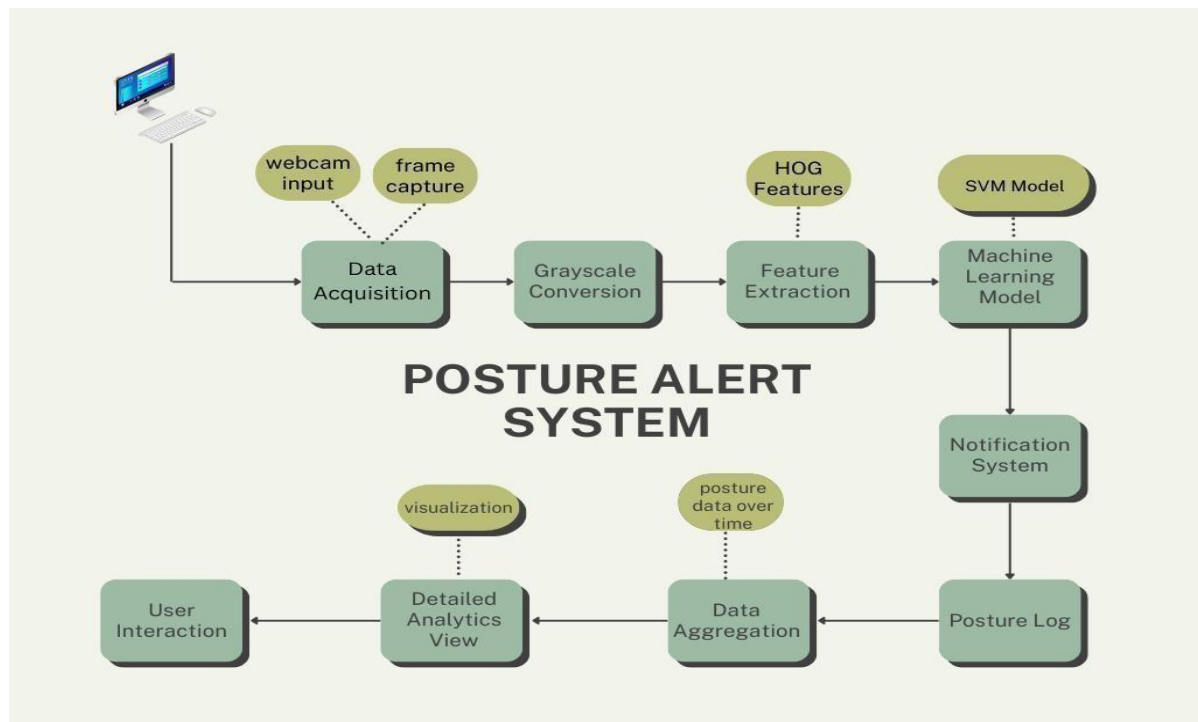 webcam
input
frame
capture
HOG
Features
SVM Model
Data
Acquisition
Grayscale
Conversion
Feature
Extraction
Machine
Learning
Model
POSTURE ALERT
SYSTEM
Notification
System
visualization
posture
data over
time
User
Interaction
Detailed
Analytics
View
Data
Aggregation
Posture Log